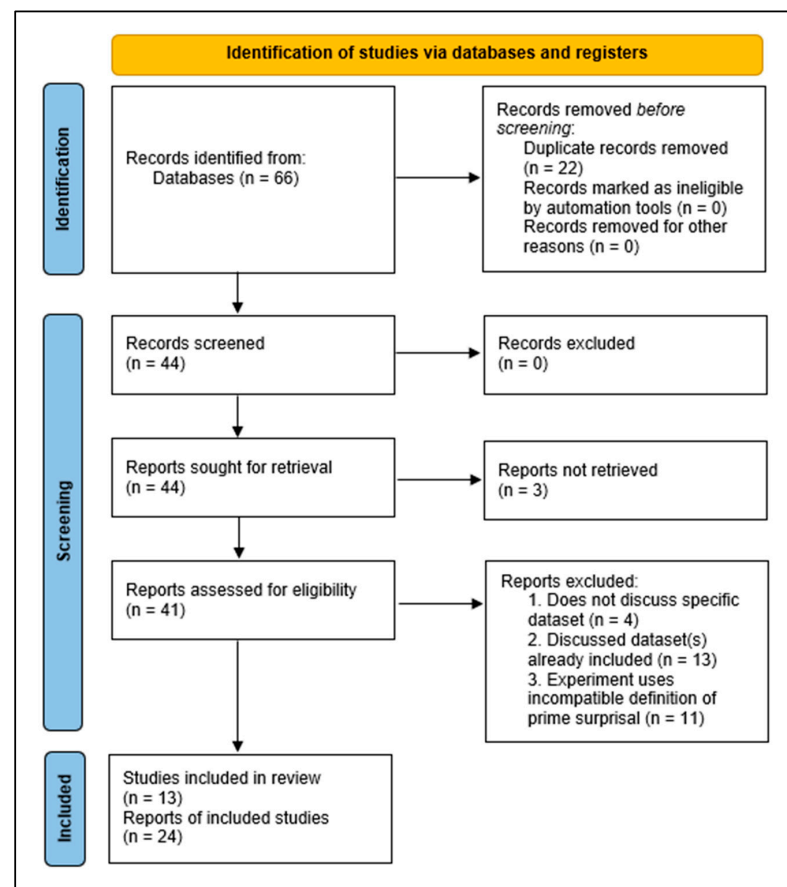 Identification of studies via databases and registers
Identification
Records identified from:
Databases (n = 66)
Records removed before
screening:
Duplicate records removed
(n = 22)
Records marked as ineligible
by automation tools (n = 0)
Records removed for other
reasons (n = 0)
Screening
Records screened
(n = 44)
Records excluded
(n = 0)
Reports sought for retrieval
(n = 44)
Reports not retrieved
(n = 3)
Reports assessed for eligibility
(n = 41)
Reports excluded:
1. Does not discuss specific
dataset (n = 4)
2. Discussed dataset(s)
already included (n = 13)
3. Experiment uses
incompatible definition of
prime surprisal (n = 11)
Included
Studies included in review
(n = 13)
Reports of included studies
(n = 24)